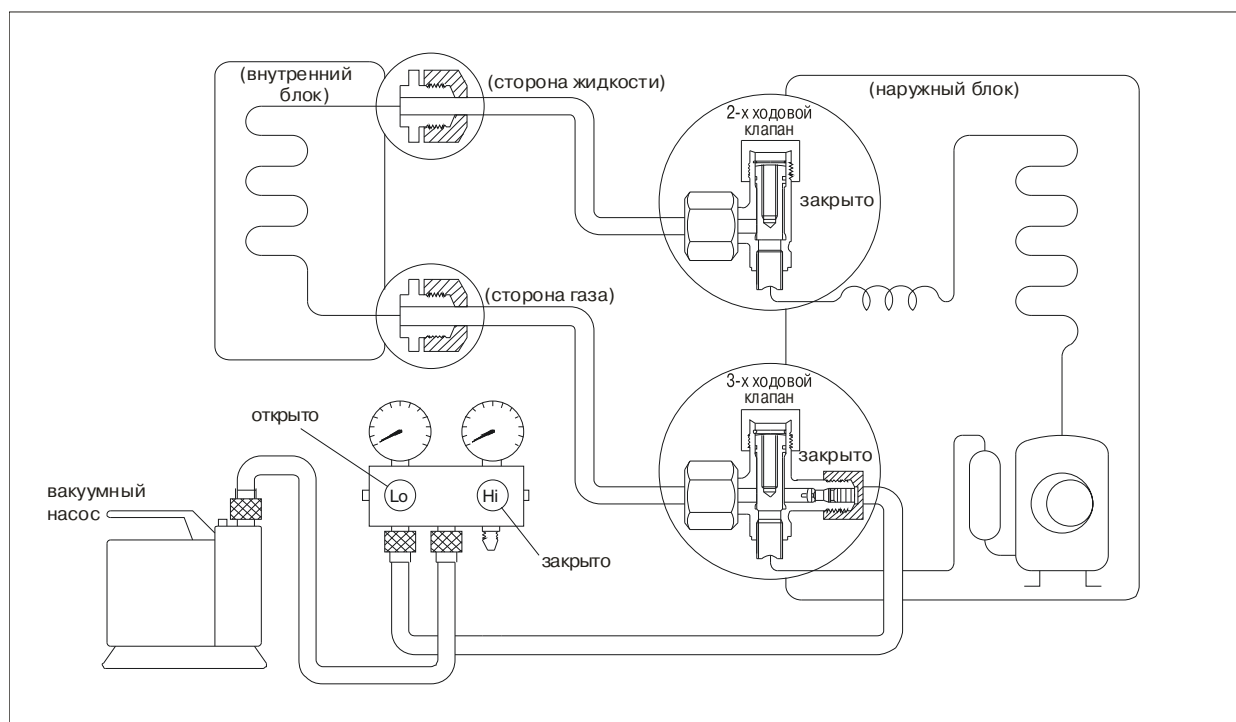 (внутренний
блок)
(сторона жидкости)
(наружный блок)
2-х ходовой
клапан
закрыто
(сторона газа)
3-х ходовой
клапан
закрыто
открыто
Lo
Hi
вакуумный
насос
закрыто